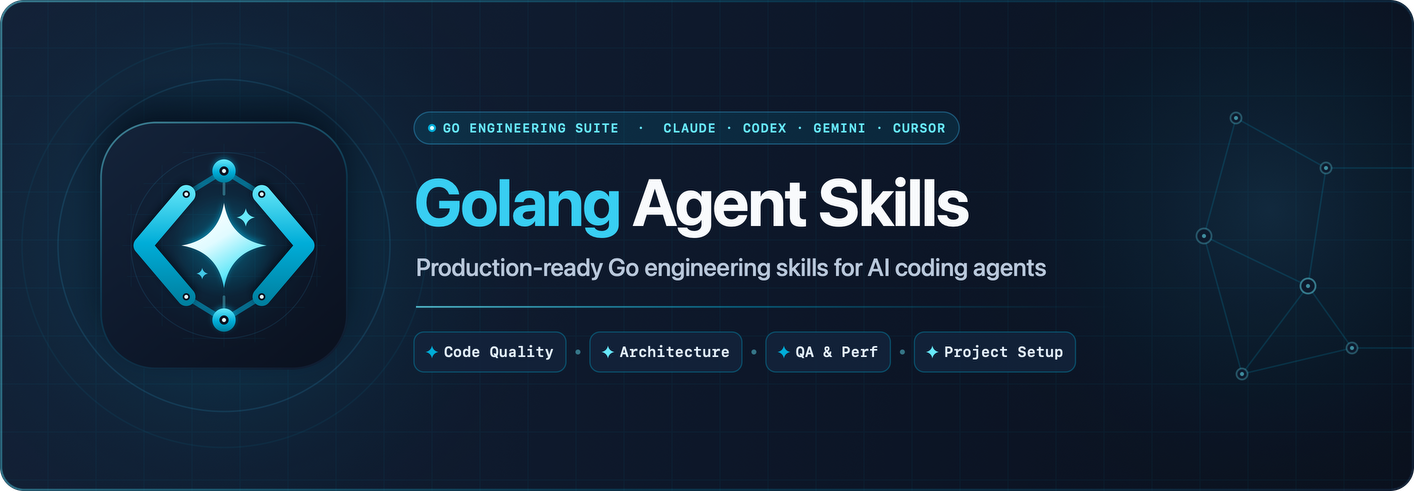 GO ENGINEERING SUITE · CLAUDE · CODEX · GEMINI · CURSOR
Golang Agent Skills
Production-ready Go engineering skills for AI coding agents
Code Quality • Architecture • QA & Perf • Project Setup